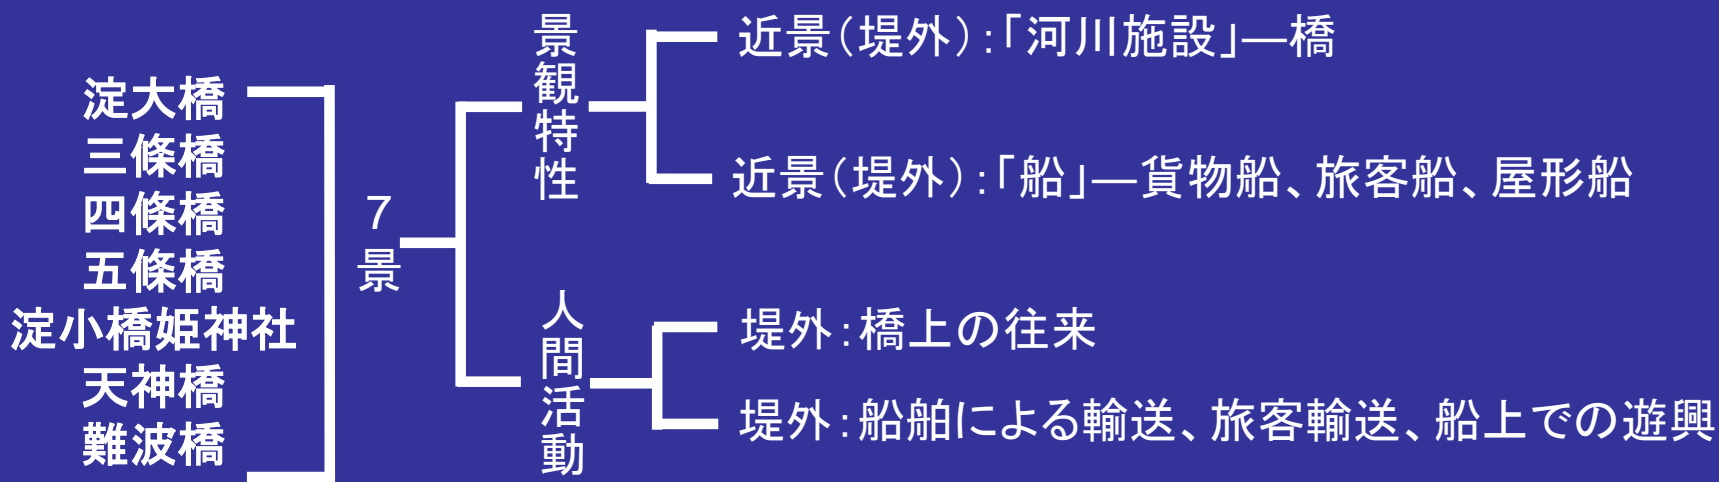 淀大橋
三條橋
四條橋
五條橋
淀小橋姫神社
天神橋
難波橋
7景
景観特性
近景(堤外):「河川施設」―橋
近景(堤外):「船」―貨物船、旅客船、屋形船
人間活動
堤外:橋上の往来
堤外:船舶による輸送、旅客輸送、船上での遊興